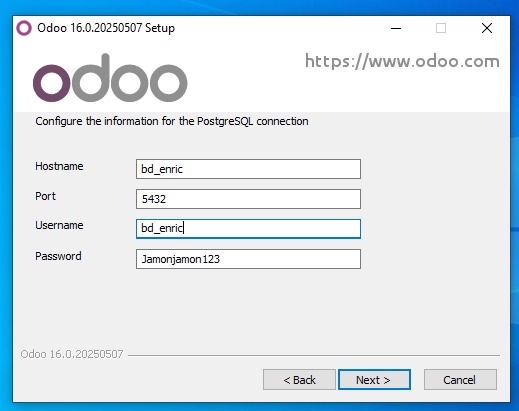 Odoo 16.0.20250507 Setup
odoo
https://www.odoo.com
Configure the information for the PostgreSQL connection
Hostname bd_enric
Port 5432
Username bd_enric
Password Jamonjamon123
Odoo 16.0.20250507
< Back Next > Cancel